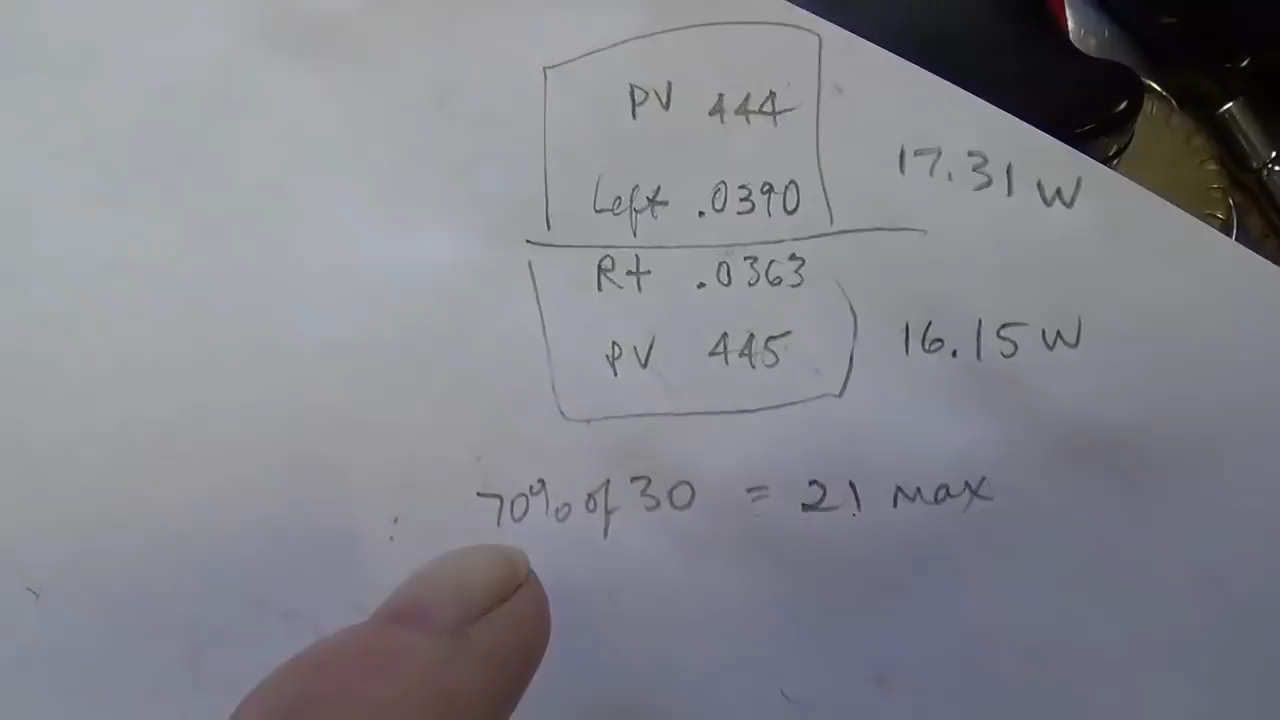 PV 444
Left .0390
17.31 W
Rt .0363
PV 445
16.15 W
70% of 30 = 21 max